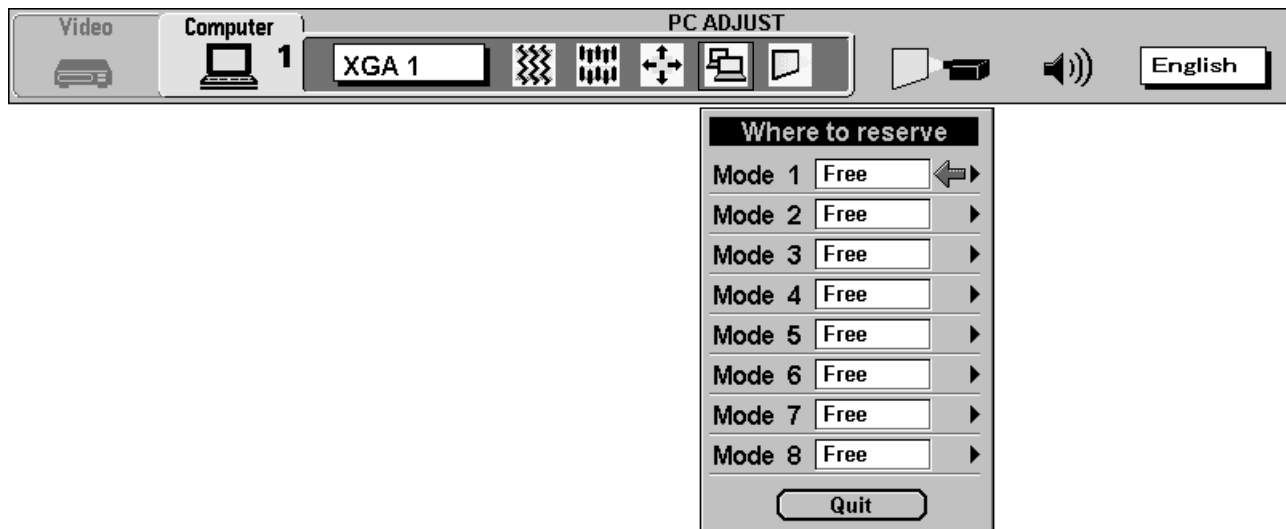 Video
Computer
1
PC ADJUST
XGA 1
English
Where to reserve
Mode 1 Free
Mode 2 Free
Mode 3 Free
Mode 4 Free
Mode 5 Free
Mode 6 Free
Mode 7 Free
Mode 8 Free
Quit